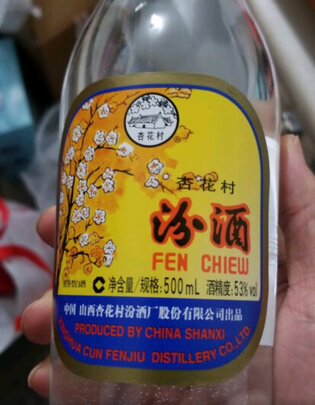 杏花村
®
杏花村
汾酒
FEN CHIEW
净含量/规格:500mL 酒精度:53%vol
中国 山西杏花村汾酒厂股份有限公司出品
PRODUCED BY CHINA SHANXI
XINGHUA CUN FENJIU DISTILLERY CO.,LTD.